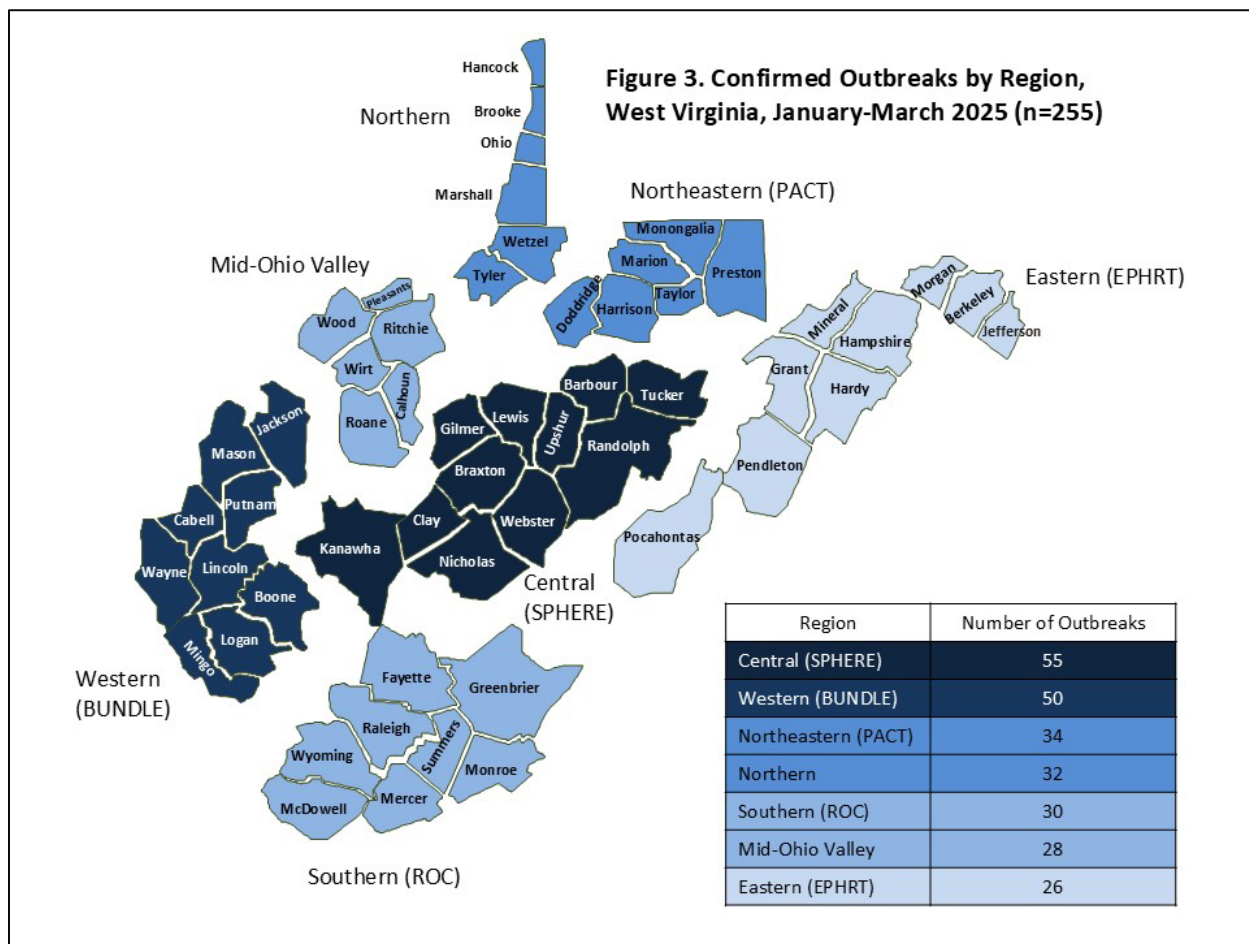 Figure 3. Confirmed Outbreaks by Region,
West Virginia, January-March 2025 (n=255)
Hancock
Northern
Brooke
Ohio
Marshall
Wetzel
Tyler
Northeastern (PACT)
Monongalia
Marion
Preston
Doddridge
Harrison
Taylor
Mid-Ohio Valley
Pleasants
Wood
Ritchie
Wirt
Calhoun
Roane
Eastern (EPHRT)
Morgan
Berkeley
Jefferson
Mineral
Hampshire
Grant
Hardy
Pendleton
Pocahontas
Barbour
Tucker
Lewis
Gilmer
Upshur
Randolph
Braxton
Clay
Webster
Kanawha
Nicholas
Central
(SPHERE)
Jackson
Mason
Putnam
Cabell
Wayne
Lincoln
Boone
Logan
Mingo
Western
(BUNDLE)
Fayette
Greenbrier
Raleigh
Summers
Wyoming
Monroe
McDowell
Mercer
Southern (ROC)
Region Number of Outbreaks
Central (SPHERE) 55
Western (BUNDLE) 50
Northeastern (PACT) 34
Northern 32
Southern (ROC) 30
Mid-Ohio Valley 28
Eastern (EPHRT) 26